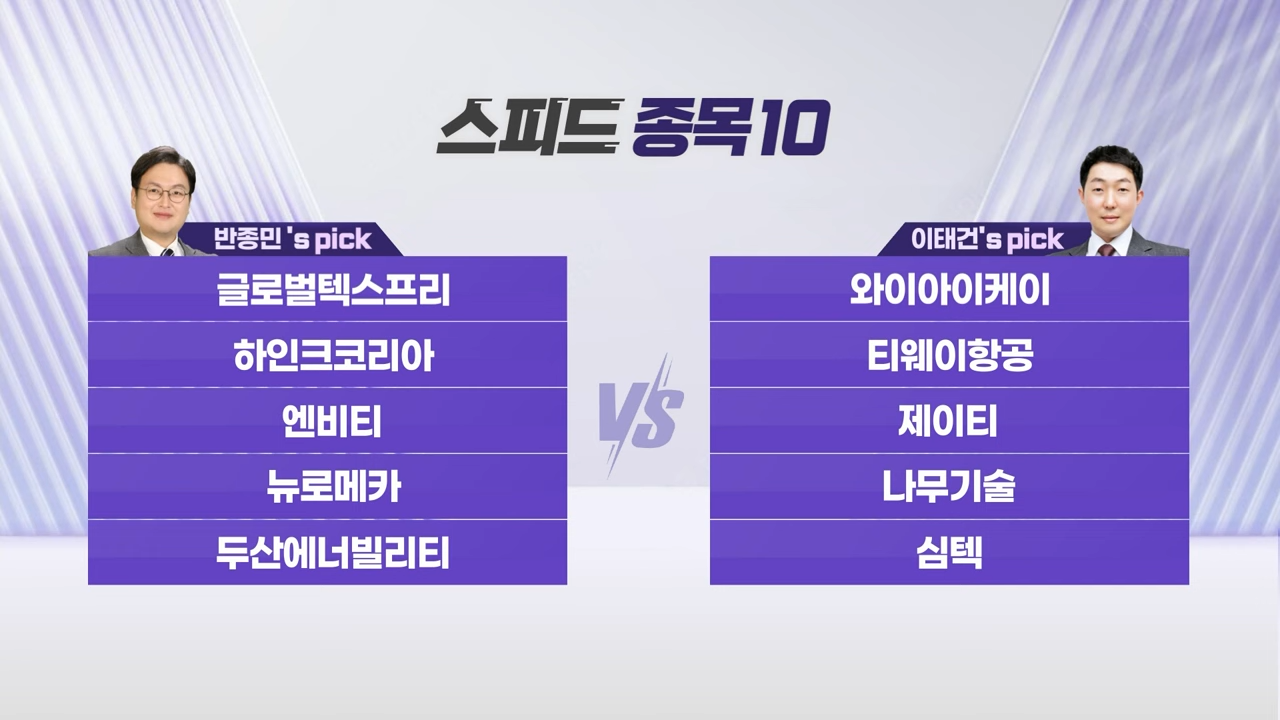 스피드 종목10
반종민's pick
글로벌텍스프리
하인크코리아
엔비티
뉴로메카
두산에너빌리티
VS
이태건's pick
와이아이케이
티웨이항공
제이티
나무기술
심텍